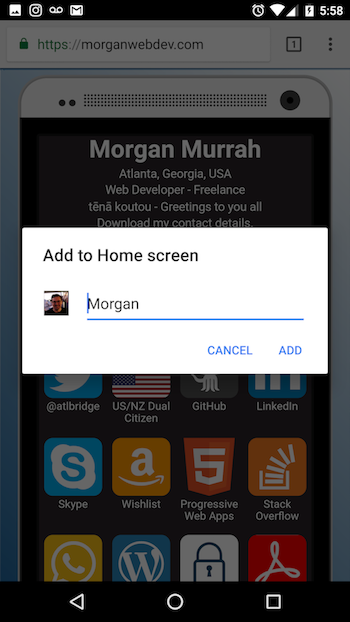 5:58
https://morganwebdev.com
1
Morgan Murrah
Atlanta, Georgia, USA
Web Developer - Freelance
tēnā koutou - Greetings to you all
Download my contact details.
Add to Home screen
Morgan
CANCEL ADD
@atlbridge US/NZ Dual Citizen GitHub LinkedIn
Skype Wishlist Progressive Web Apps Stack Overflow